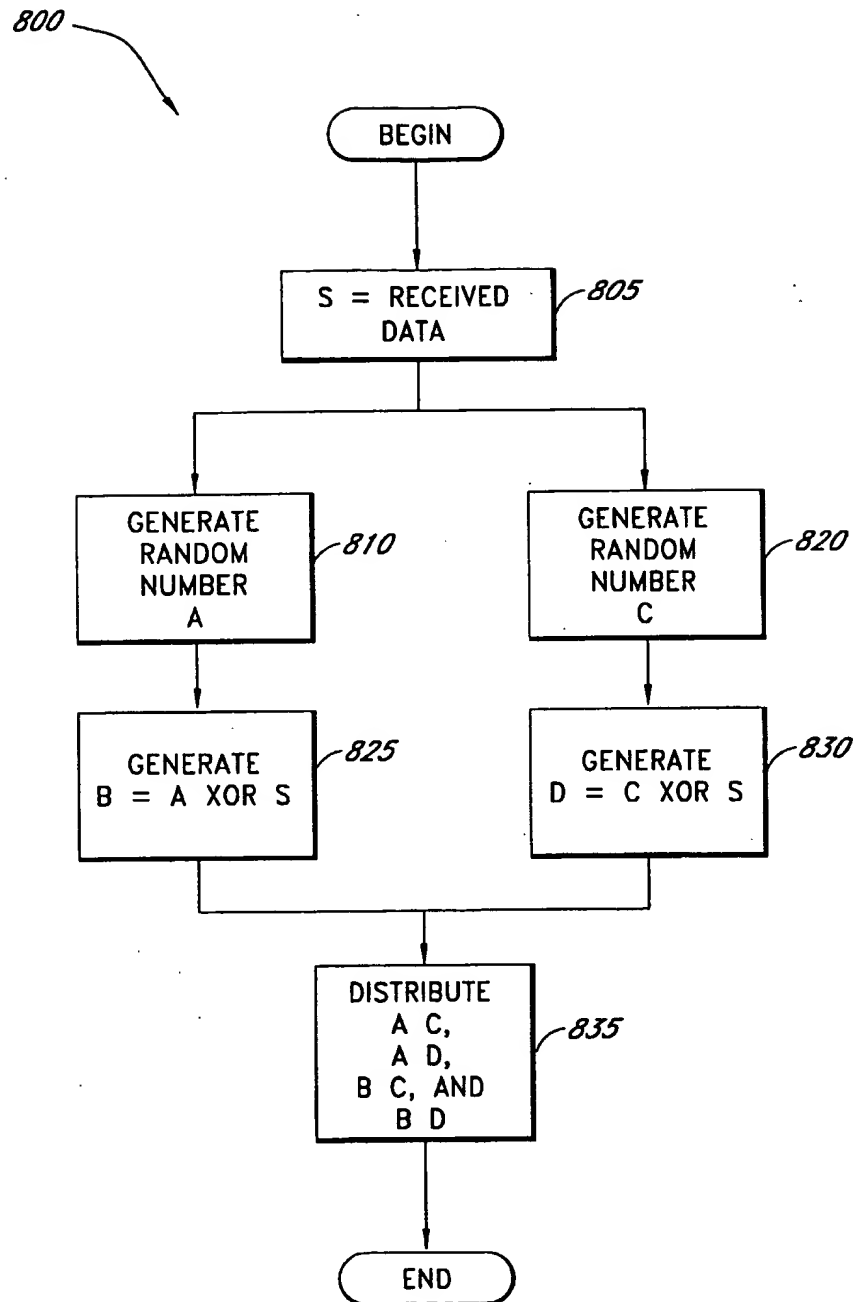 800
BEGIN
S = RECEIVED
DATA
805
GENERATE
RANDOM
NUMBER
A
810
GENERATE
RANDOM
NUMBER
C
820
GENERATE
B = A XOR S
825
GENERATE
D = C XOR S
830
DISTRIBUTE
A C,
A D,
B C, AND
B D
835
END